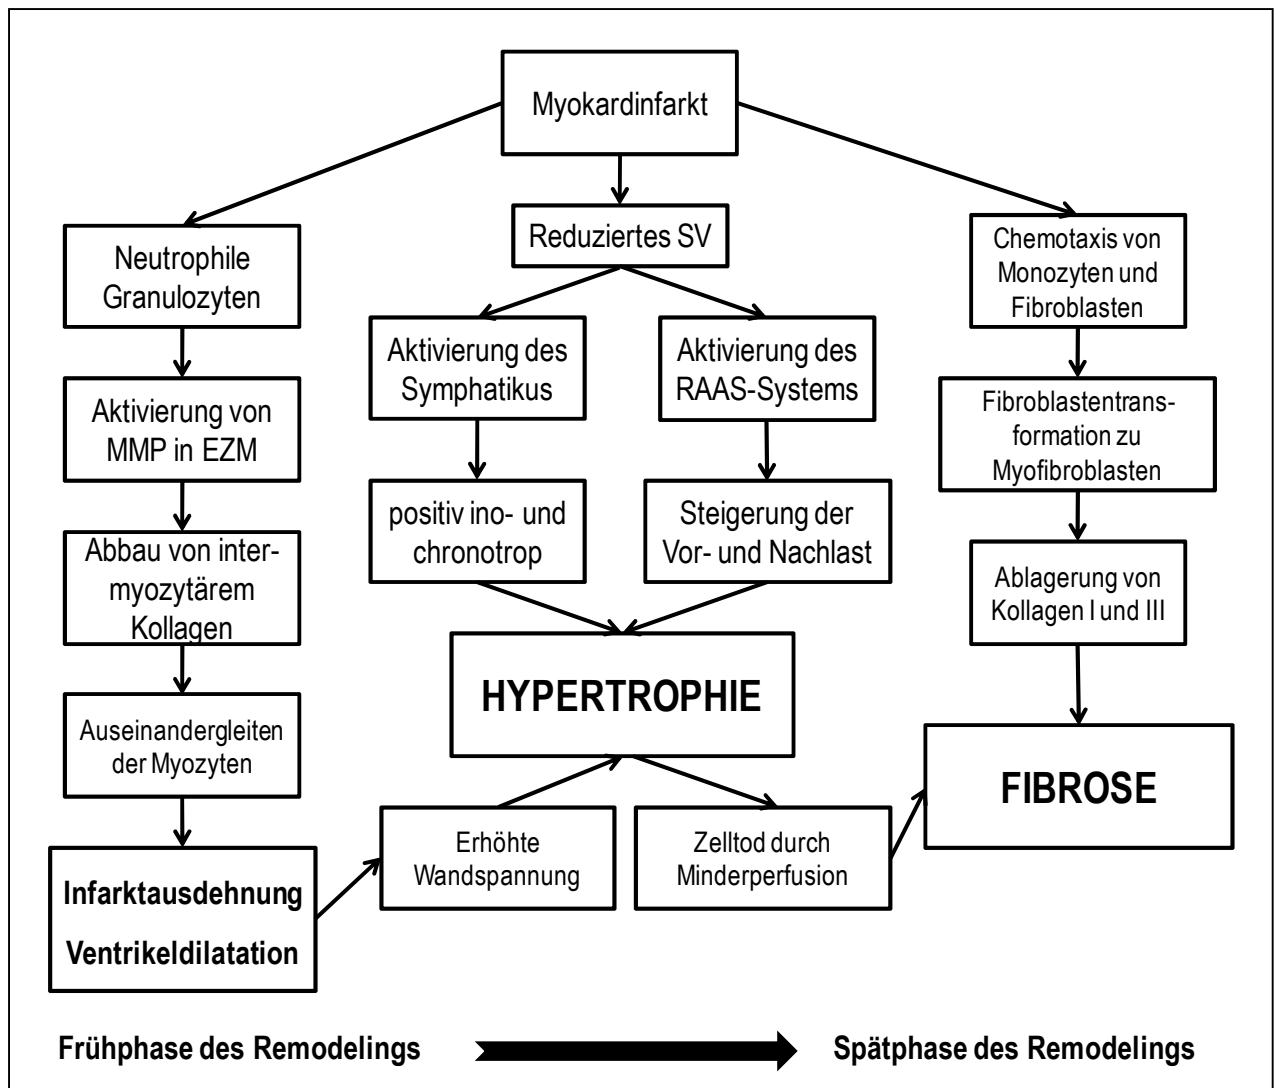 Myokardinfarkt
Neutrophile
Granulozyten
Reduziertes SV
Chemotaxis von
Monozyten und
Fibroblasten
Aktivierung des
Symphatikus
Aktivierung des
RAAS-Systems
Aktivierung von
MMP in EZM
Fibroblastentrans-
formation zu
Myofibroblasten
positiv ino- und
chronotrop
Steigerung der
Vor- und Nachlast
Abbau von inter-
myozytärem
Kollagen
Ablagerung von
Kollagen I und III
HYPERTROPHIE
Auseinandergleiten
der Myozyten
FIBROSE
Erhöhte
Wandspannung
Zelltod durch
Minderperfusion
Infarktausdehnung
Ventrikeldilatation
Frühphase des Remodelings
Spätphase des Remodelings